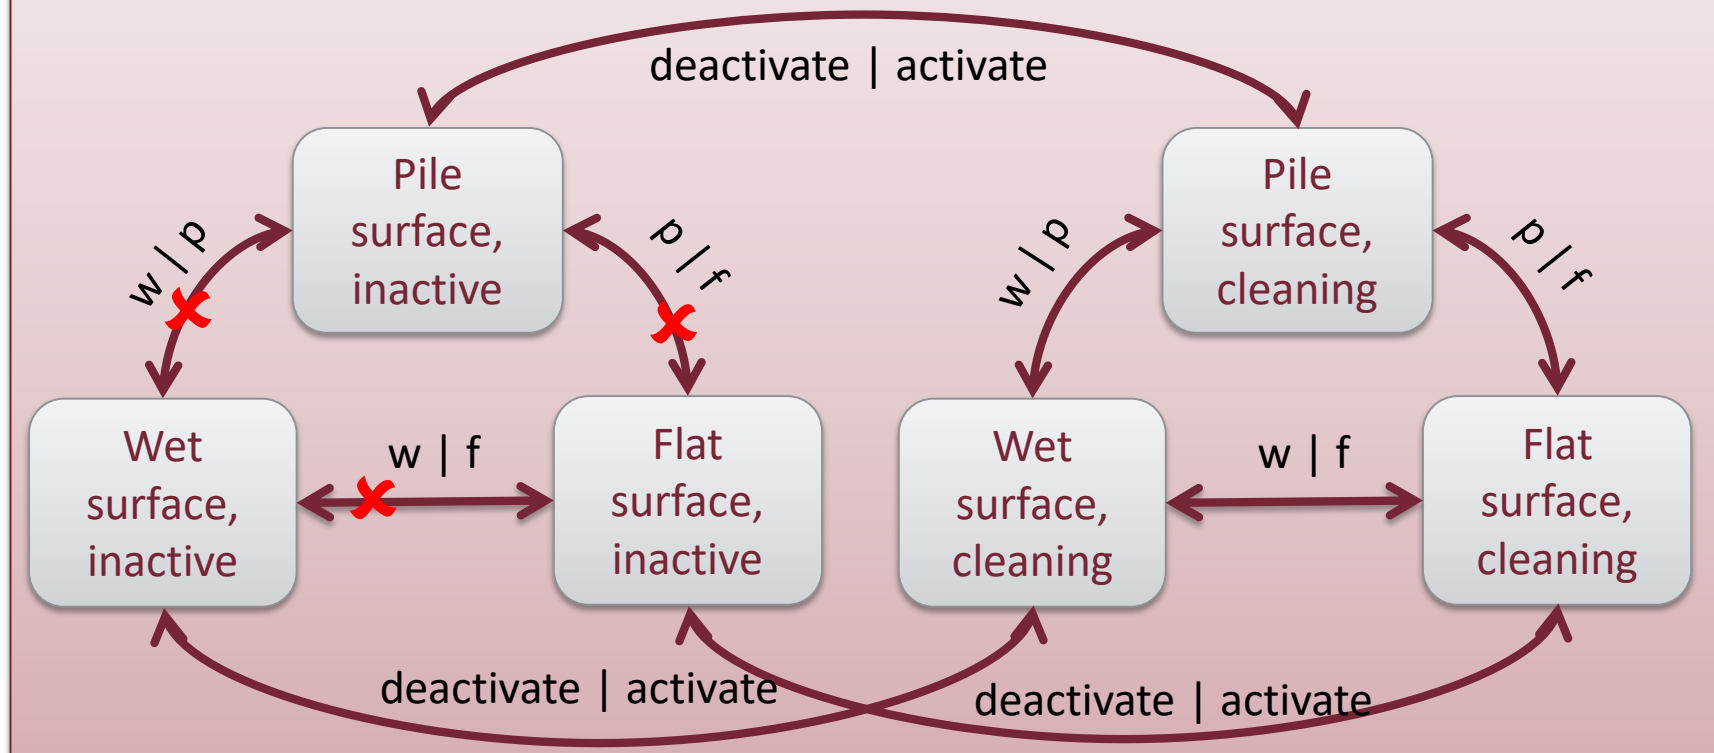 deactivate | activate
Pile
surface,
inactive
Pile
surface,
cleaning
w | p
p | f
w | p
p | f
Wet
surface,
inactive
w | f
Flat
surface,
inactive
Wet
surface,
cleaning
w | f
Flat
surface,
cleaning
deactivate | activate
deactivate | activate